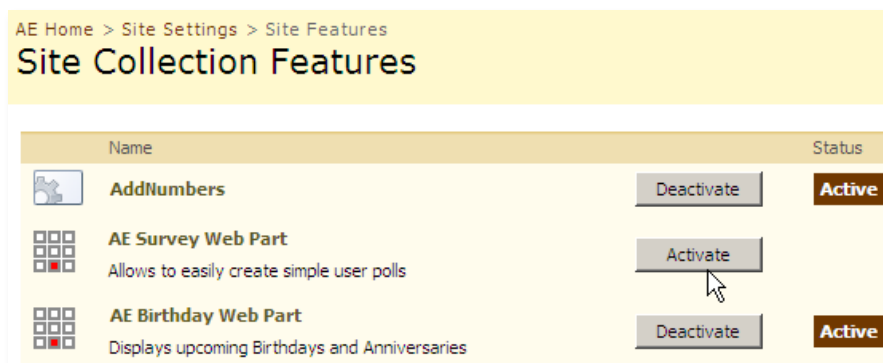 AE Home > Site Settings > Site Features
Site Collection Features
Name Status
AddNumbers Deactivate Active
AE Survey Web Part
Activate
Allows to easily create simple user polls
AE Birthday Web Part
Deactivate Active
Displays upcoming Birthdays and Anniversaries